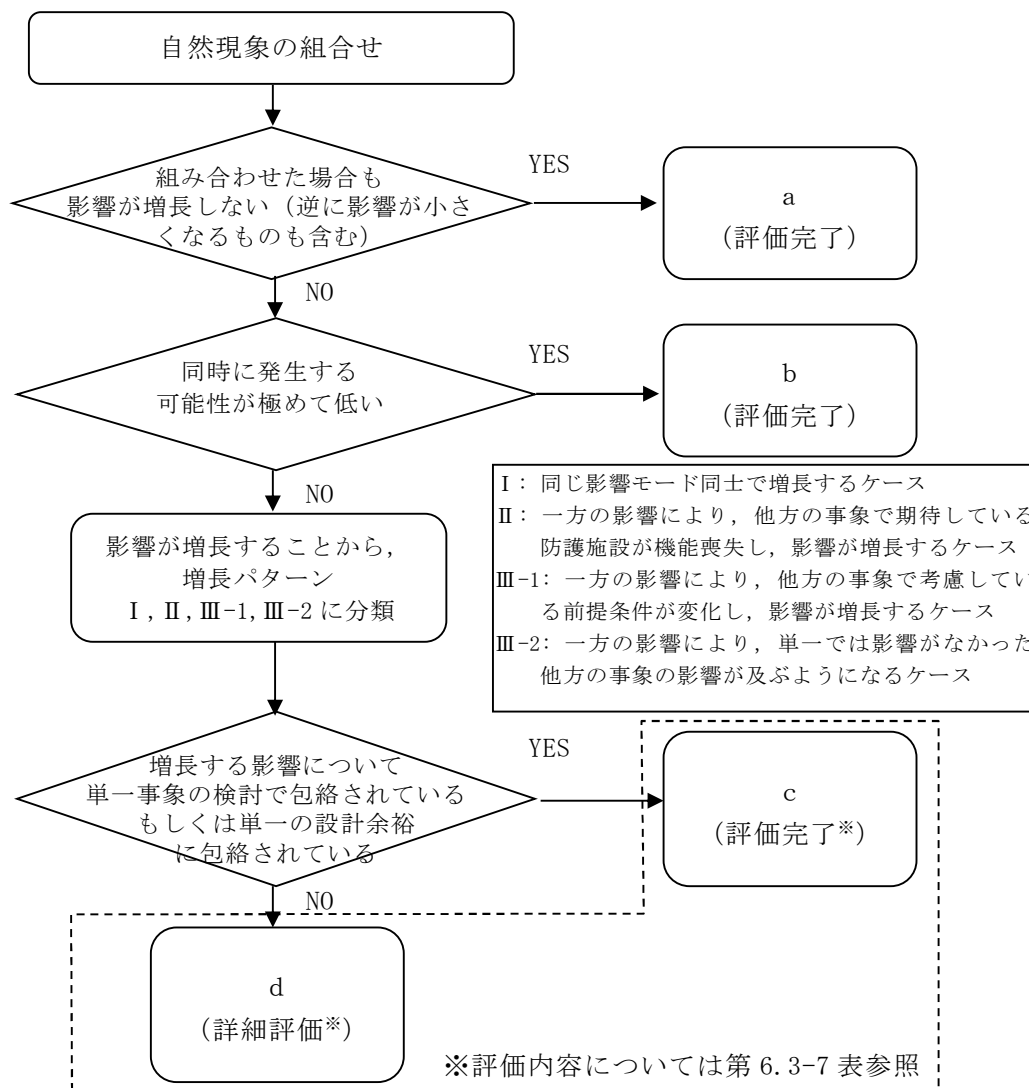 自然現象の組合せ
組み合わせた場合も
影響が増長しない（逆に影響が小さ
くなるものも含む）
YES
a
（評価完了）
NO
同時に発生する
可能性が極めて低い
YES
b
（評価完了）
NO
影響が増長することから，
増長パターン
Ⅰ,Ⅱ,Ⅲ-1,Ⅲ-2 に分類
Ⅰ： 同じ影響モード同士で増長するケース
Ⅱ： 一方の影響により，他方の事象で期待している
防護施設が機能喪失し，影響が増長するケース
Ⅲ-1： 一方の影響により，他方の事象で考慮してい
る前提条件が変化し，影響が増長するケース
Ⅲ-2： 一方の影響により，単一では影響がなかった
他方の事象の影響が及ぶようになるケース
増長する影響について
単一事象の検討で包絡されている
もしくは単一の設計余裕
に包絡されている
YES
c
（評価完了※）
NO
d
（詳細評価※）
※評価内容については第 6.3-7 表参照